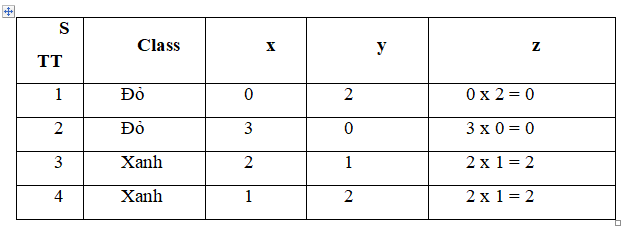 S
TT Class x y z
1 Đỏ 0 2 0 x 2 = 0
2 Đỏ 3 0 3 x 0 = 0
3 Xanh 2 1 2 x 1 = 2
4 Xanh 1 2 2 x 1 = 2